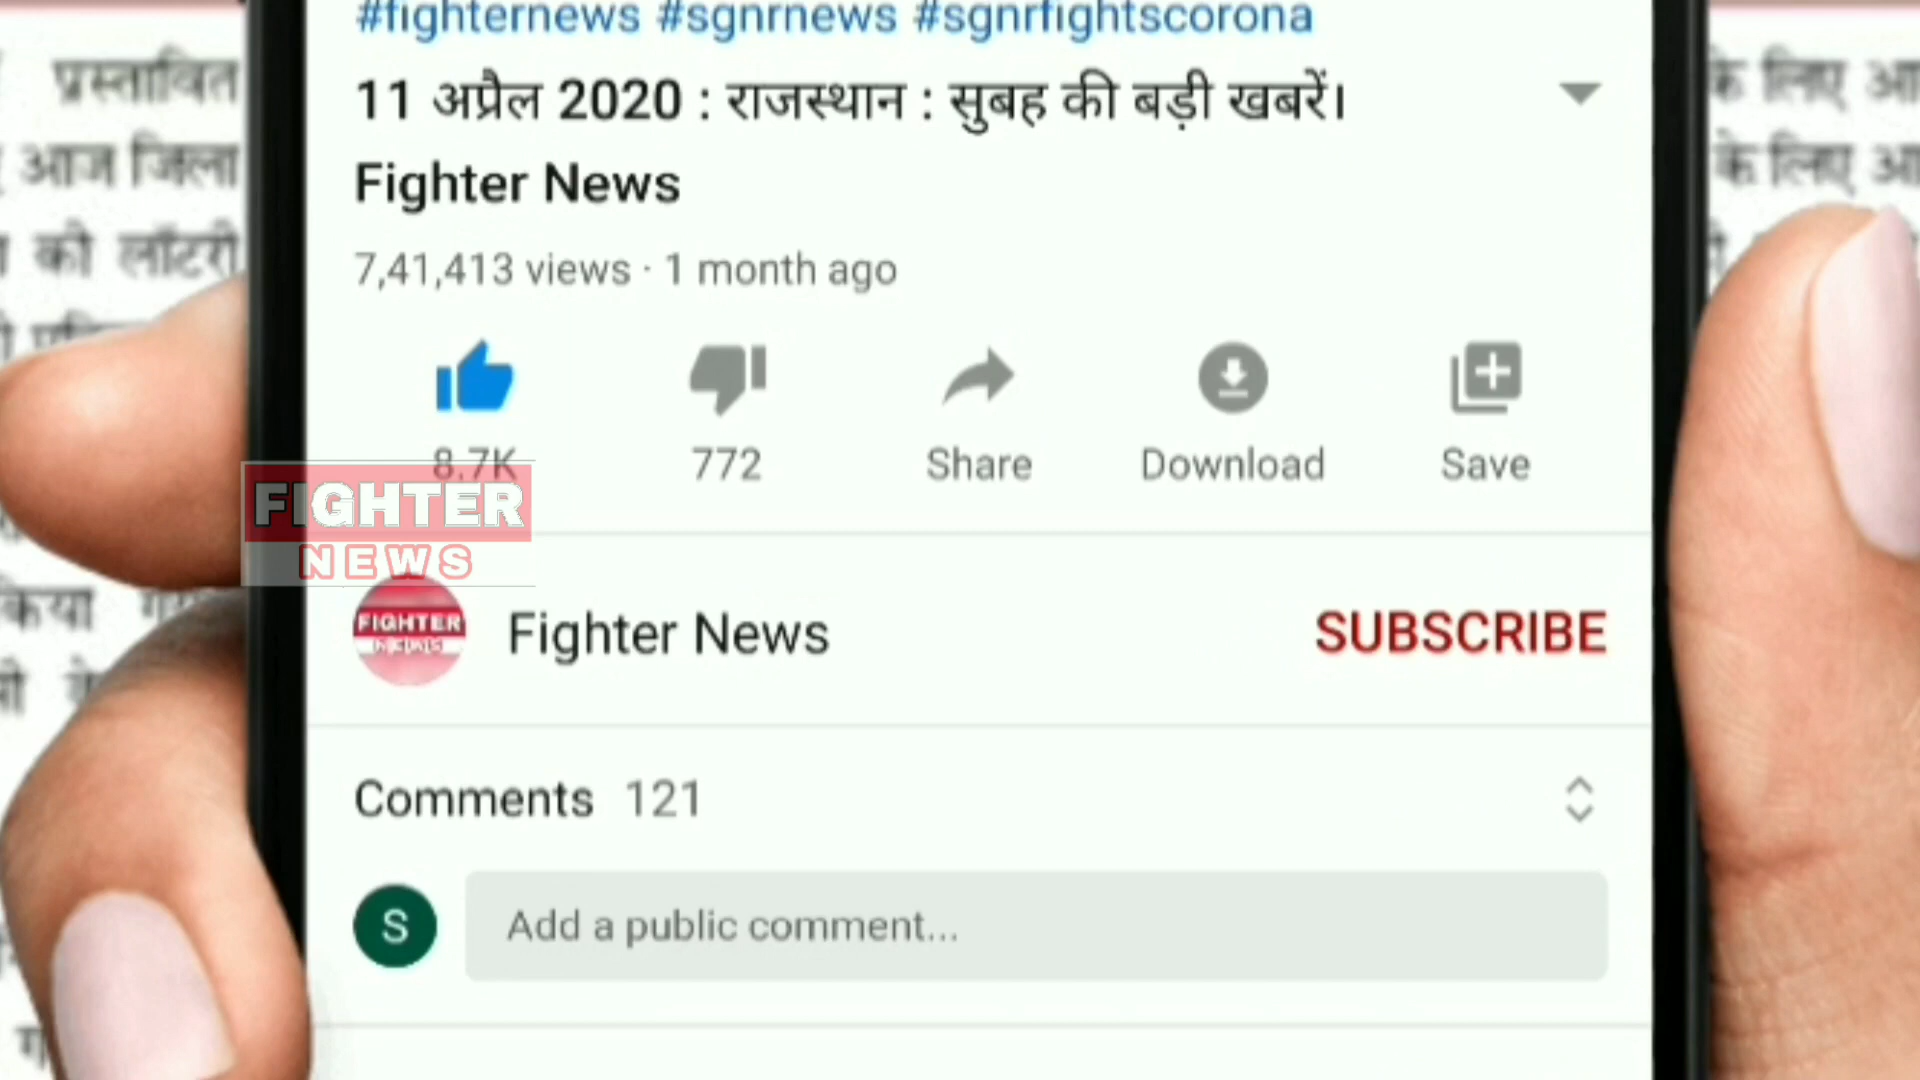 #fighternews #sgnrnews #sgnrfightscorona
11 अप्रैल 2020 : राजस्थान : सुबह की बड़ी खबरें।
Fighter News
7,41,413 views · 1 month ago
8.7K 772 Share Download Save
FIGHTER
NEWS
FIGHTER
NEWS
Fighter News
SUBSCRIBE
Comments 121
S
Add a public comment...
प्रस्तावित
आज जिला
की लॉटरी
किया
के लिए आ
के लिए आ